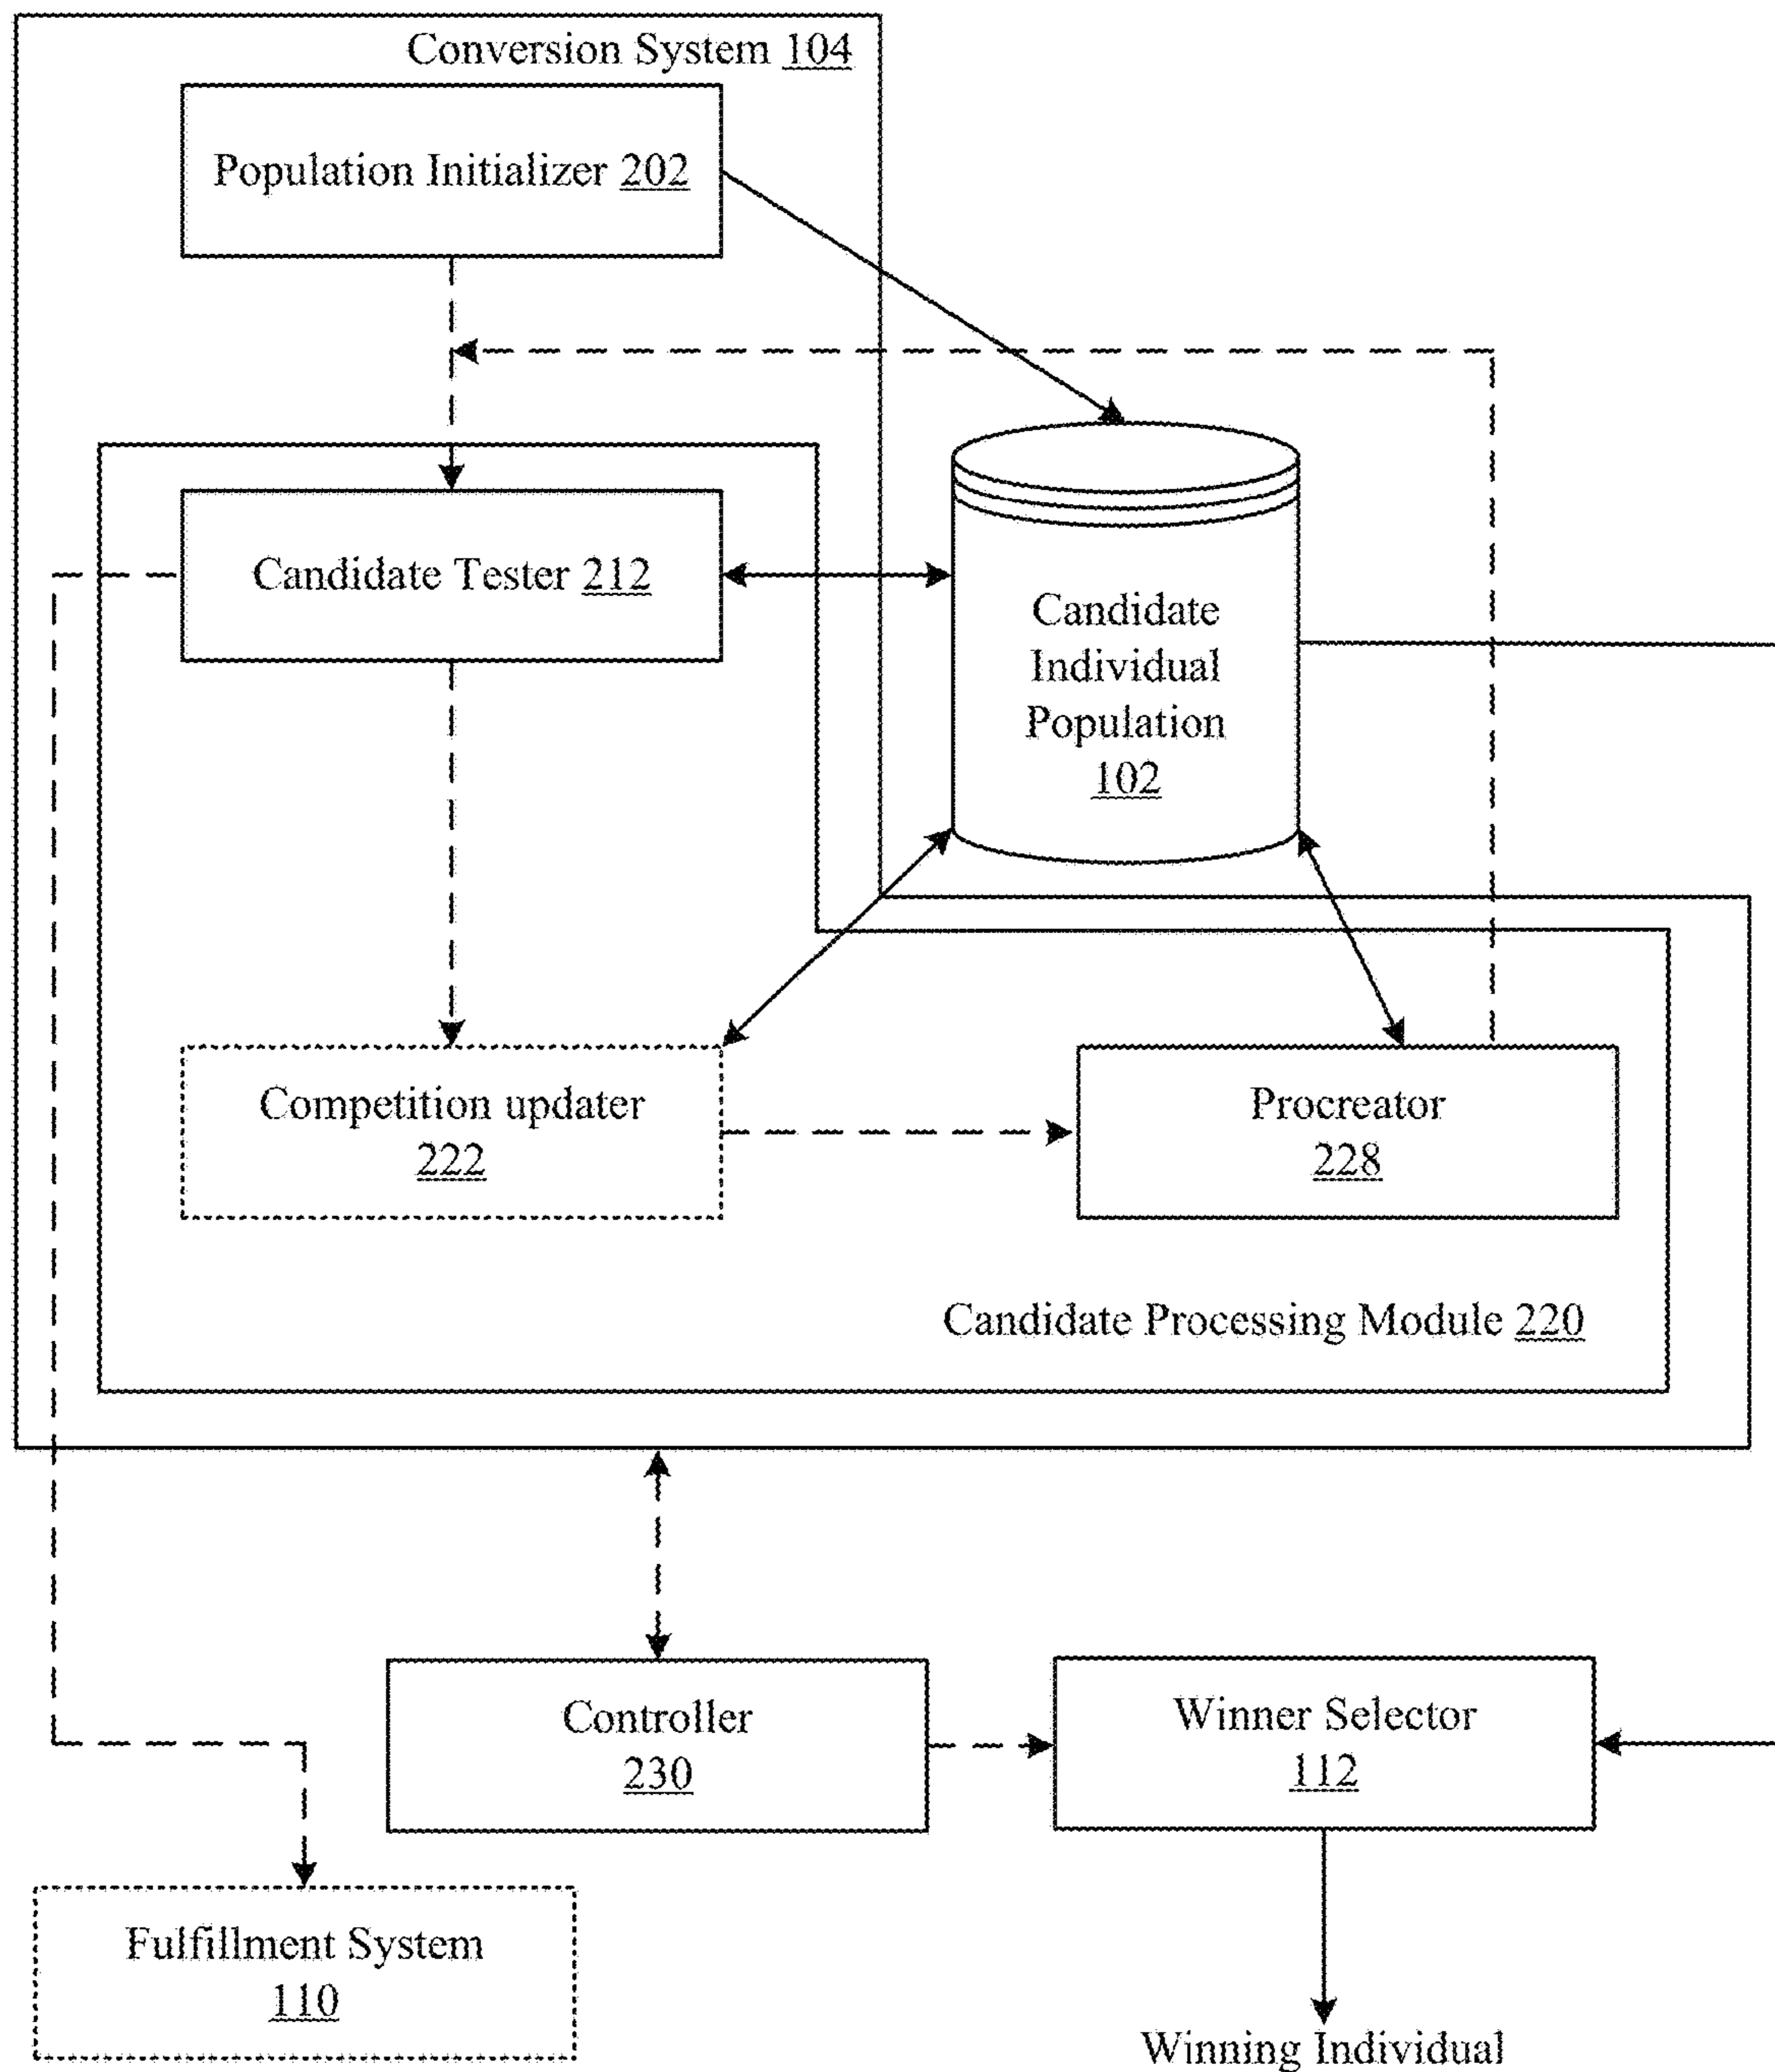 Conversion System 104
Population Initializer 202
Candidate Tester 212
Candidate
Individual
Population
102
Competition updater
222
Procreator
228
Candidate Processing Module 220
Controller
230
Winner Selector
112
Fulfillment System
110
Winning Individual